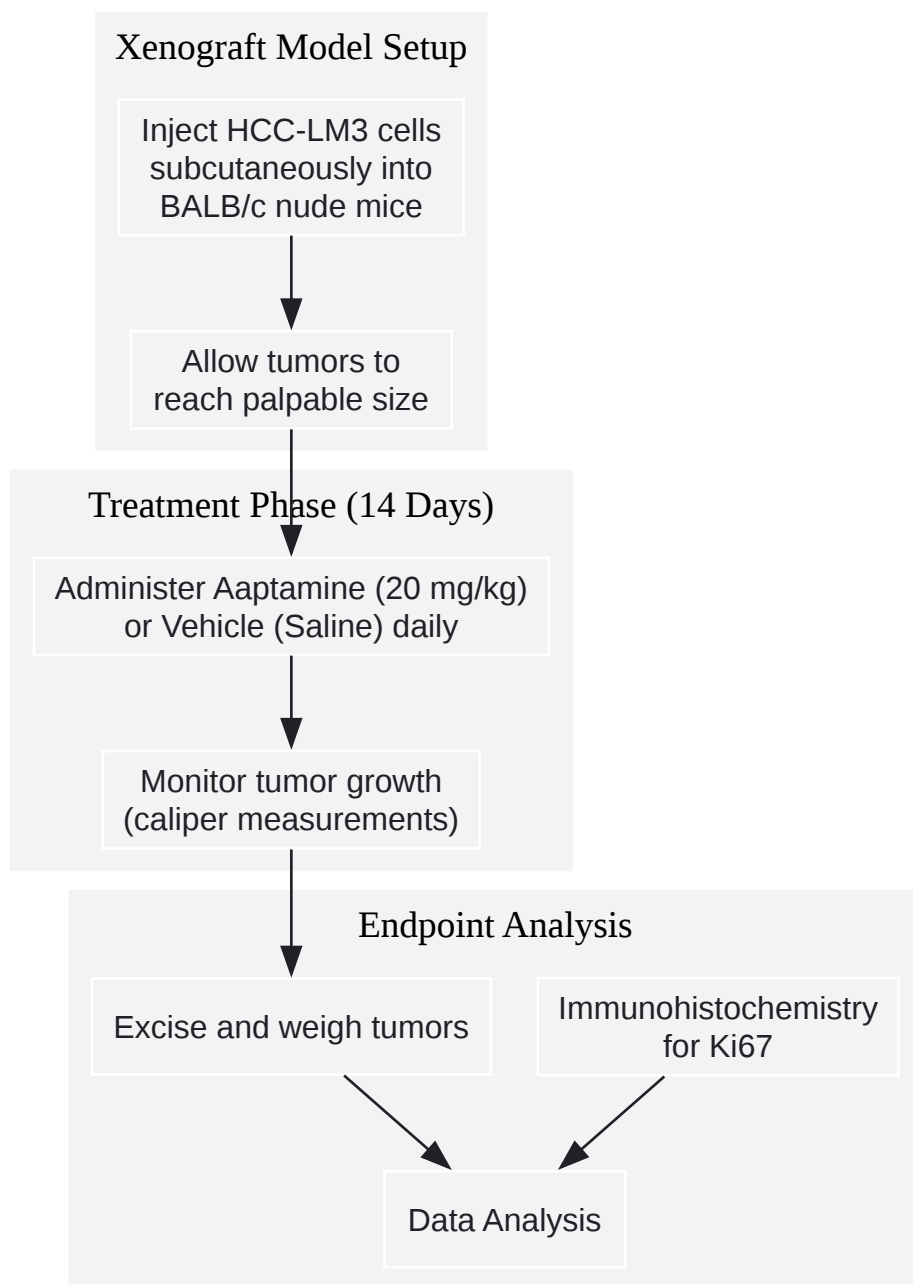 Xenograft Model Setup
Inject HCC-LM3 cells
subcutaneously into
BALB/c nude mice
Allow tumors to
reach palpable size
Treatment Phase (14 Days)
Administer Aaptamine (20 mg/kg)
or Vehicle (Saline) daily
Monitor tumor growth
(caliper measurements)
Endpoint Analysis
Excise and weigh tumors
Immunohistochemistry
for Ki67
Data Analysis